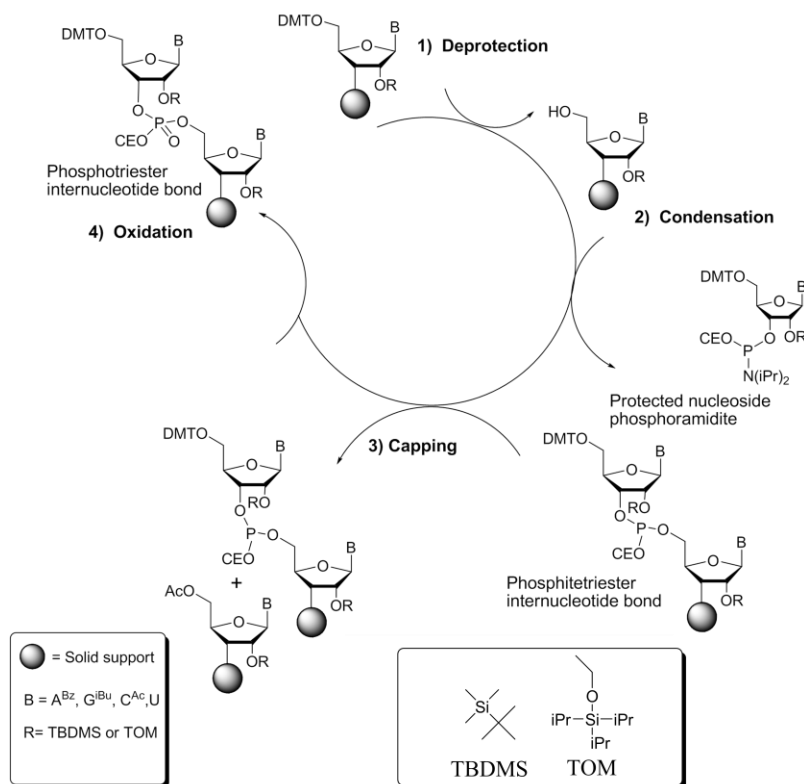 DMTO
B
O
OR
O
O
P
O
CEO
O
B
OR
Phosphotriester
internucleotide bond
4) Oxidation
DMTO
B
O
OR
1) Deprotection
HO
B
O
OR
2) Condensation
DMTO
B
O
OR
CEO
O
P
N(iPr)2
Protected nucleoside
phosphoramidite
3) Capping
DMTO
B
O
RO
O
P
O
CEO
B
O
OR
Phosphitetriester
internucleotide bond
DMTO
B
O
RO
O
P
O
CEO
B
O
OR
+
AcO
B
O
OR
= Solid support
B = A^Bz, G^iBu, C^Ac,U
R= TBDMS or TOM
Si
TBDMS
O
iPr-Si-iPr
iPr
TOM